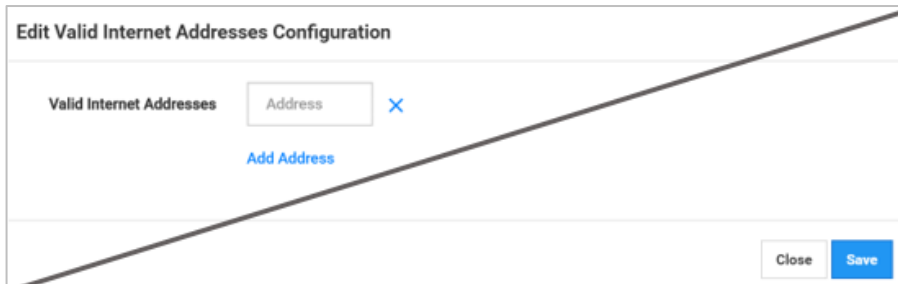 Edit Valid Internet Addresses Configuration
Valid Internet Addresses Address
Add Address
Close Save